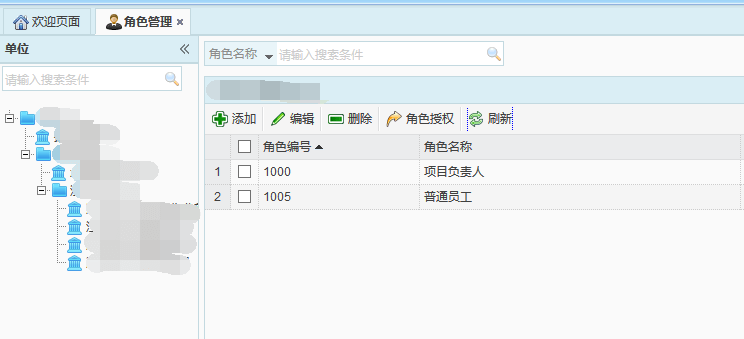 欢迎页面 角色管理
单位
请输入搜索条件
角色名称 请输入搜索条件
添加 编辑 删除 角色授权 刷新
角色编号 角色名称
1 1000 项目负责人
2 1005 普通员工